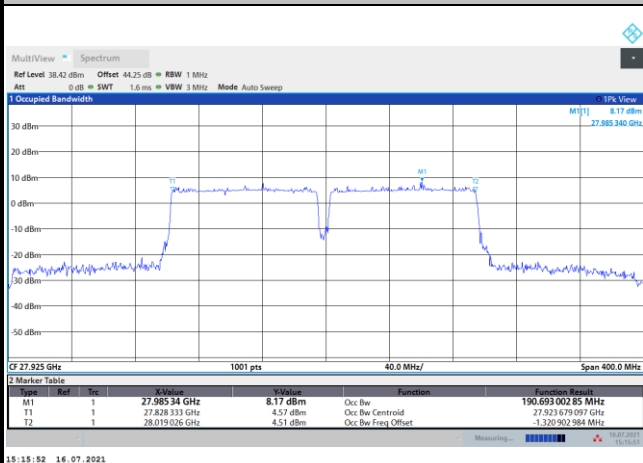 MultiView Spectrum
Ref Level 38.42 dBm Offset 44.25 dB RBW 1 MHz
Att 0 dB SWT 1.6 ms VBW 3 MHz Mode Auto Sweep
1 Occupied Bandwidth 1Pk View
M1[1] 8.17 dBm
27.985 340 GHz
30 dBm
20 dBm
M1
10 dBm T1 T2
0 dBm
-10 dBm
-20 dBm
-30 dBm
-40 dBm
-50 dBm
CF 27.925 GHz 1001 pts 40.0 MHz/ Span 400.0 MHz
2 Marker Table
Type Ref Trc X-Value Y-Value Function Function Result
M1 1 27.985 34 GHz 8.17 dBm Occ Bw 190.693 002 85 MHz
T1 1 27.828 333 GHz 4.57 dBm Occ Bw Centroid 27.923 679 097 GHz
T2 1 28.019 026 GHz 4.51 dBm Occ Bw Freq Offset -1.320 902 984 MHz
Measuring... 16.07.2021
15:15:51
15:15:52 16.07.2021